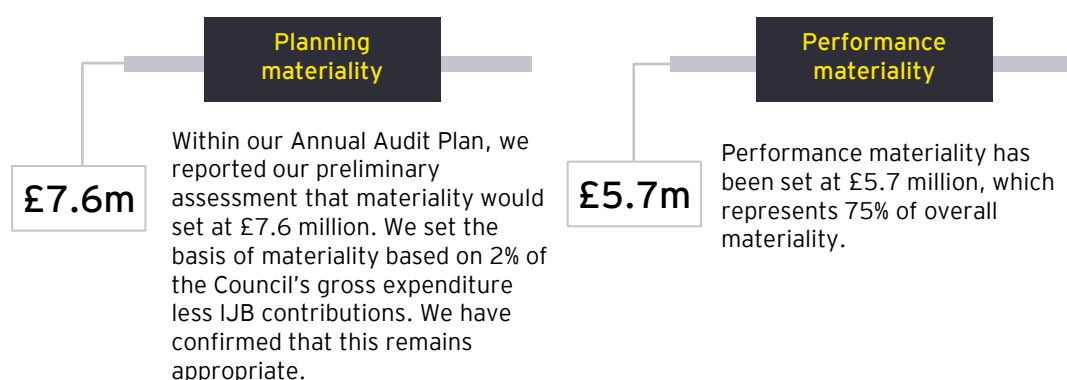 Planning
materiality
£7.6m
Within our Annual Audit Plan, we
reported our preliminary
assessment that materiality would
set at £7.6 million. We set the
basis of materiality based on 2% of
the Council's gross expenditure
less IJB contributions. We have
confirmed that this remains
appropriate.
Performance
materiality
£5.7m
Performance materiality has
been set at £5.7 million, which
represents 75% of overall
materiality.